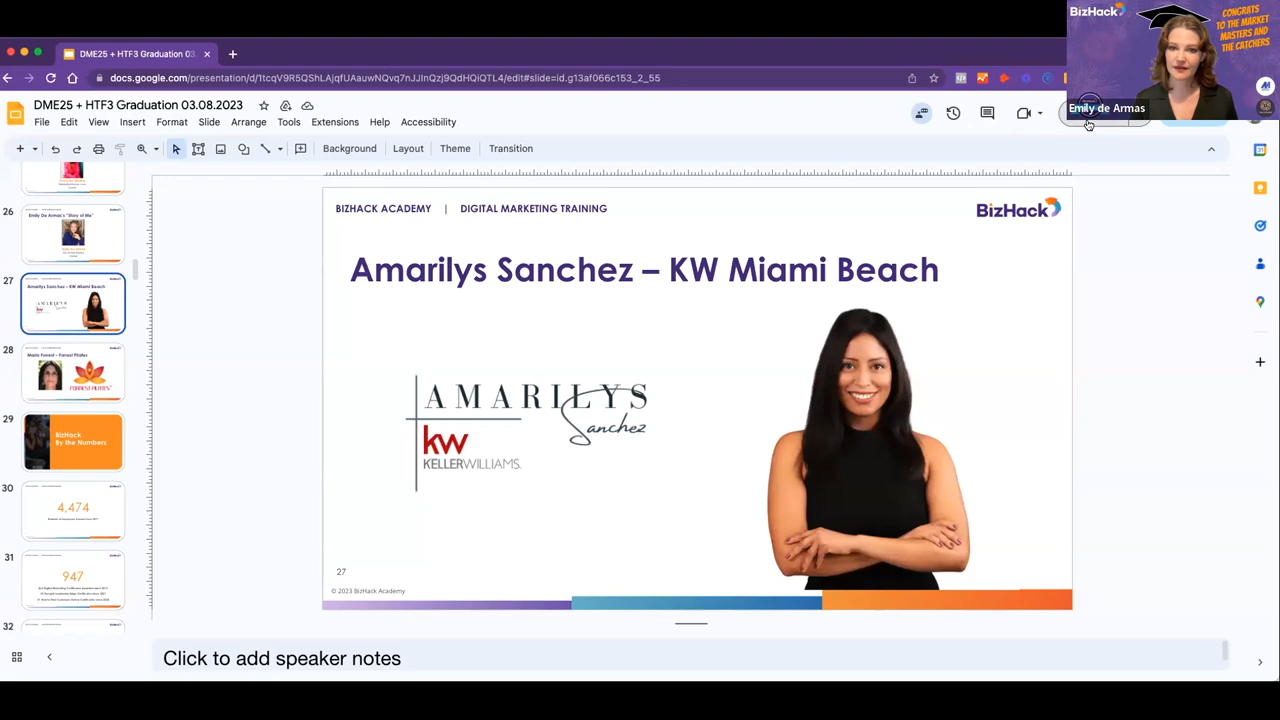 BizHack
CONGRATS
TO THE MARKET
MASTERS AND
THE CATCHERS
Emily de Armas
DME25 + HTF3 Graduation 03.
docs.google.com/presentation/d/1tcqV9R5QShLAjqfUAauwNQvq7nJJInQzj9QdHQQTL4/edit#slide=id.g13af066c153_2_55
DME25 + HTF3 Graduation 03.08.2023
File Edit View Insert Format Slide Arrange Tools Extensions Help Accessibility
Background Layout Theme Transition
26
Emily De Armas's "Story of Me"
27
Amarilys Sanchez – KW Miami Beach
28
Maria Forrest – Forrest Pilates
FORREST PILATES
29
BizHack
By the Numbers
30
4,474
31
947
32
BIZHACK ACADEMY | DIGITAL MARKETING TRAINING
BizHack
Amarilys Sanchez – KW Miami Beach
AMARILYS
Sanchez
kw
KELLERWILLIAMS.
27
© 2023 BizHack Academy
Click to add speaker notes